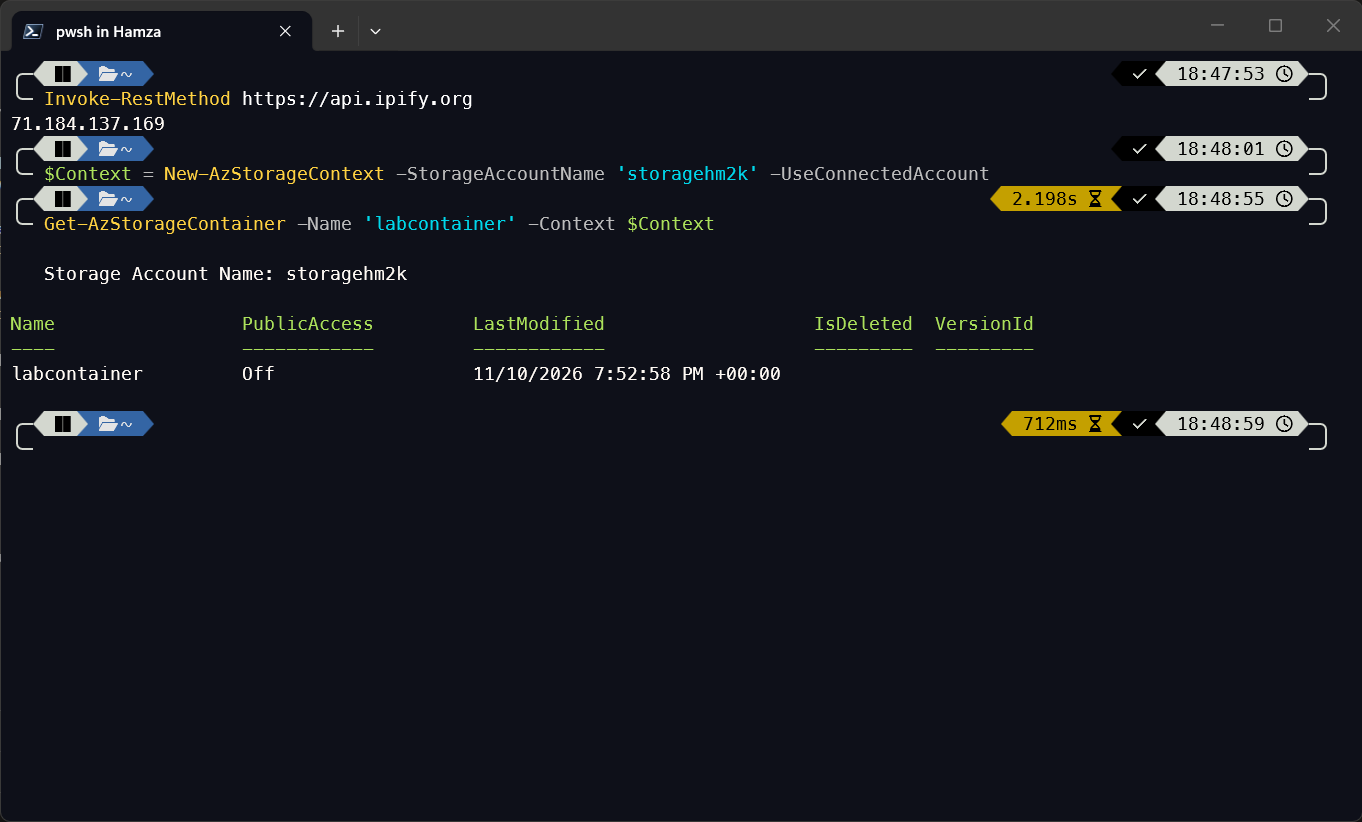 pwsh in Hamza
~ 18:47:53
Invoke-RestMethod https://api.ipify.org
71.184.137.169
~ 18:48:01
$Context = New-AzStorageContext -StorageAccountName 'storagehm2k' -UseConnectedAccount
~ 2.198s 18:48:55
Get-AzStorageContainer -Name 'labcontainer' -Context $Context
Storage Account Name: storagehm2k
Name PublicAccess LastModified IsDeleted VersionId
---- ------------ ------------ --------- ---------
labcontainer Off 11/10/2026 7:52:58 PM +00:00
~ 712ms 18:48:59